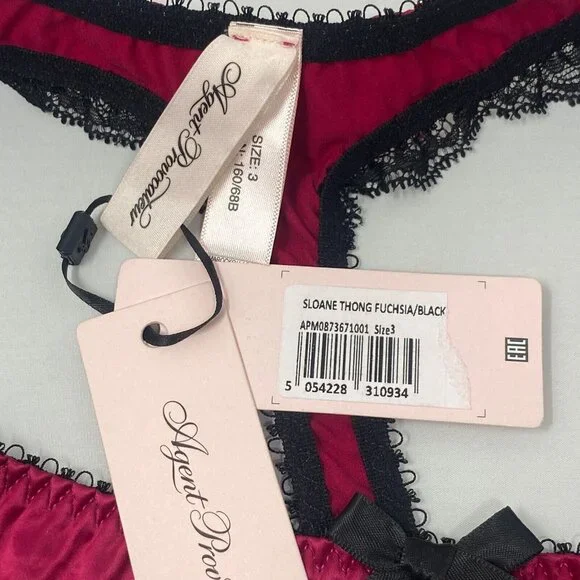 Agent Provocateur
SIZE: 3
160/68B
SLOANE THONG FUCHSIA/BLACK
APM0873671001 Size3
5 054228 310934
EAC
Agent Prov